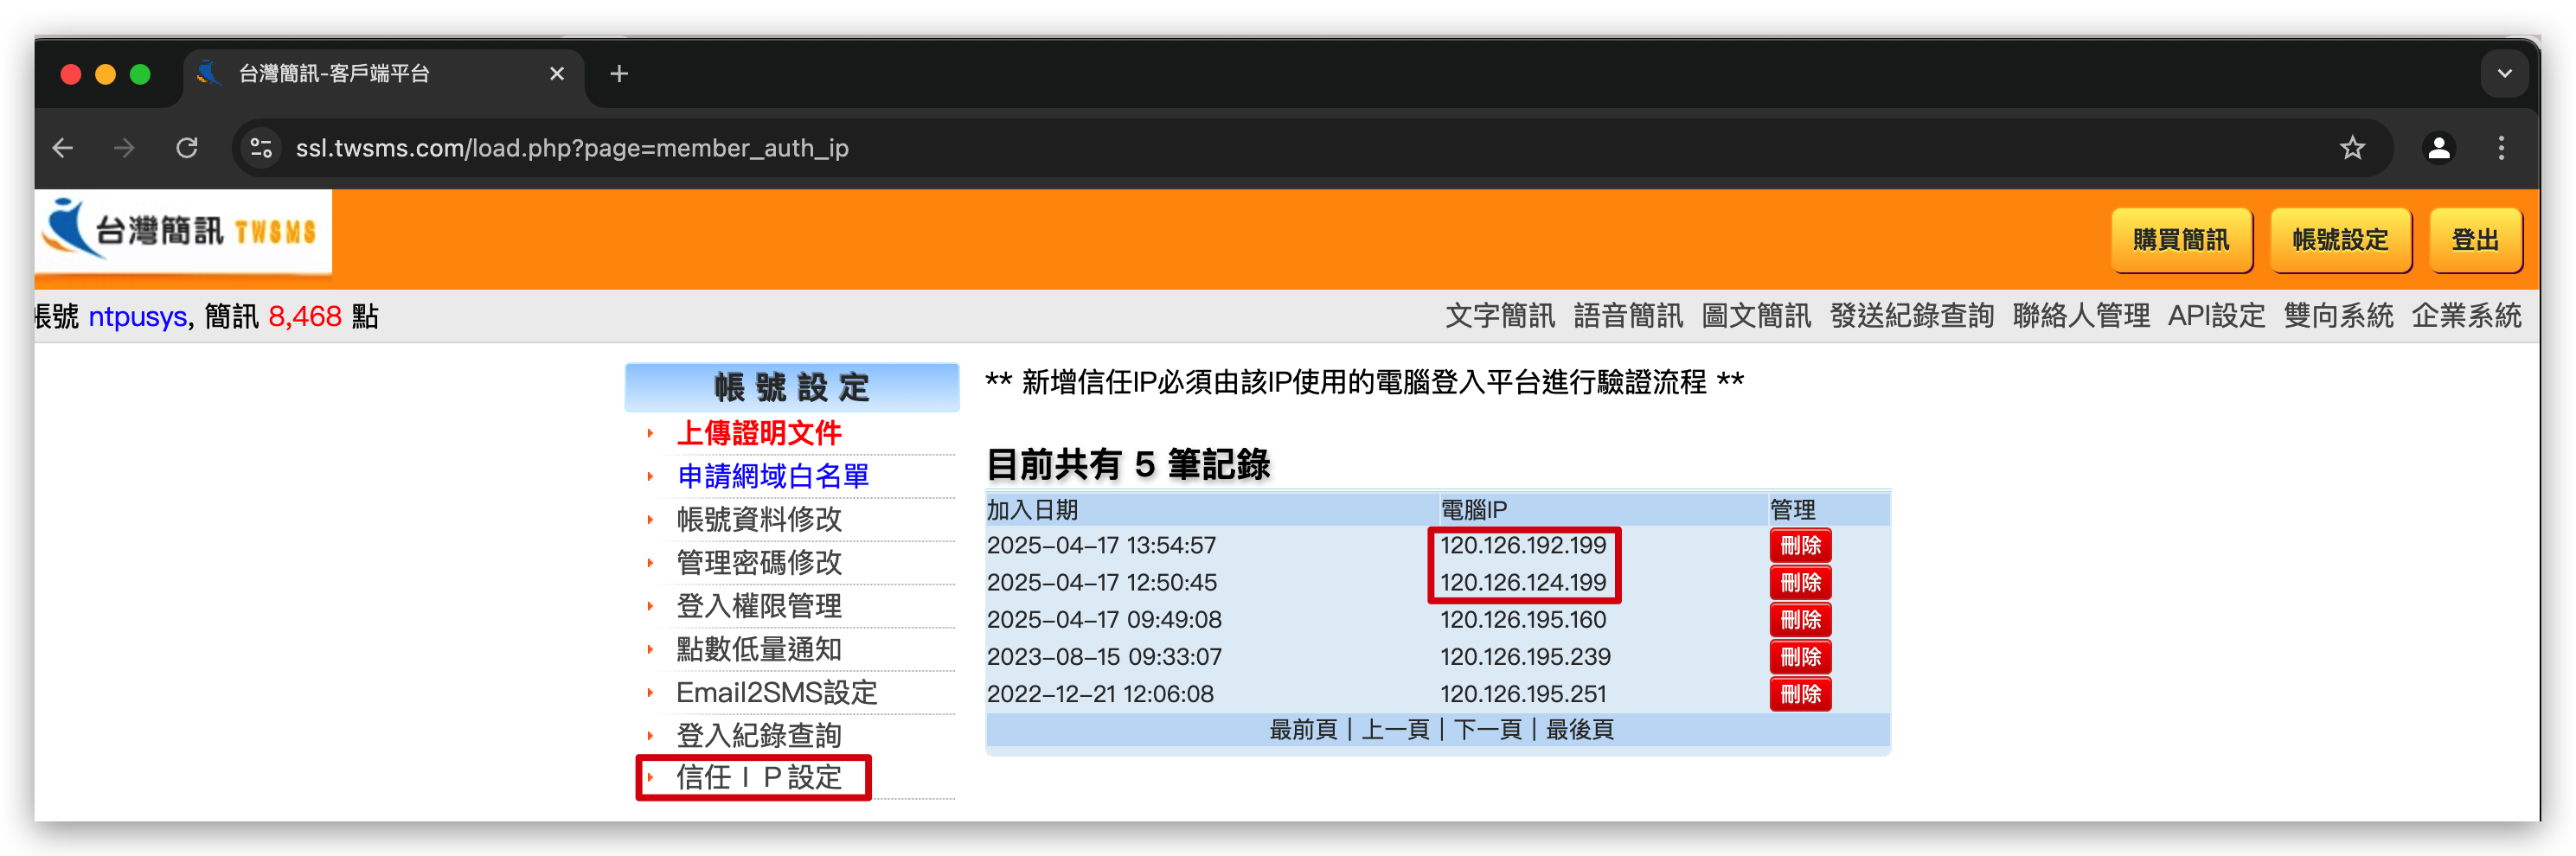 台灣簡訊-客戶端平台
ssl.twsms.com/load.php?page=member_auth_ip
台灣簡訊 TWSMS
購買簡訊 帳號設定 登出
帳號 ntpusys, 簡訊 8,468 點
文字簡訊 語音簡訊 圖文簡訊 發送紀錄查詢 聯絡人管理 API設定 雙向系統 企業系統
帳號設定
上傳證明文件
申請網域白名單
帳號資料修改
管理密碼修改
登入權限管理
點數低量通知
Email2SMS設定
登入紀錄查詢
信任ＩＰ設定
** 新增信任IP必須由該IP使用的電腦登入平台進行驗證流程 **
目前共有 5 筆記錄
加入日期 電腦IP 管理
2025-04-17 13:54:57 120.126.192.199 刪除
2025-04-17 12:50:45 120.126.124.199 刪除
2025-04-17 09:49:08 120.126.195.160 刪除
2023-08-15 09:33:07 120.126.195.239 刪除
2022-12-21 12:06:08 120.126.195.251 刪除
最前頁 | 上一頁 | 下一頁 | 最後頁